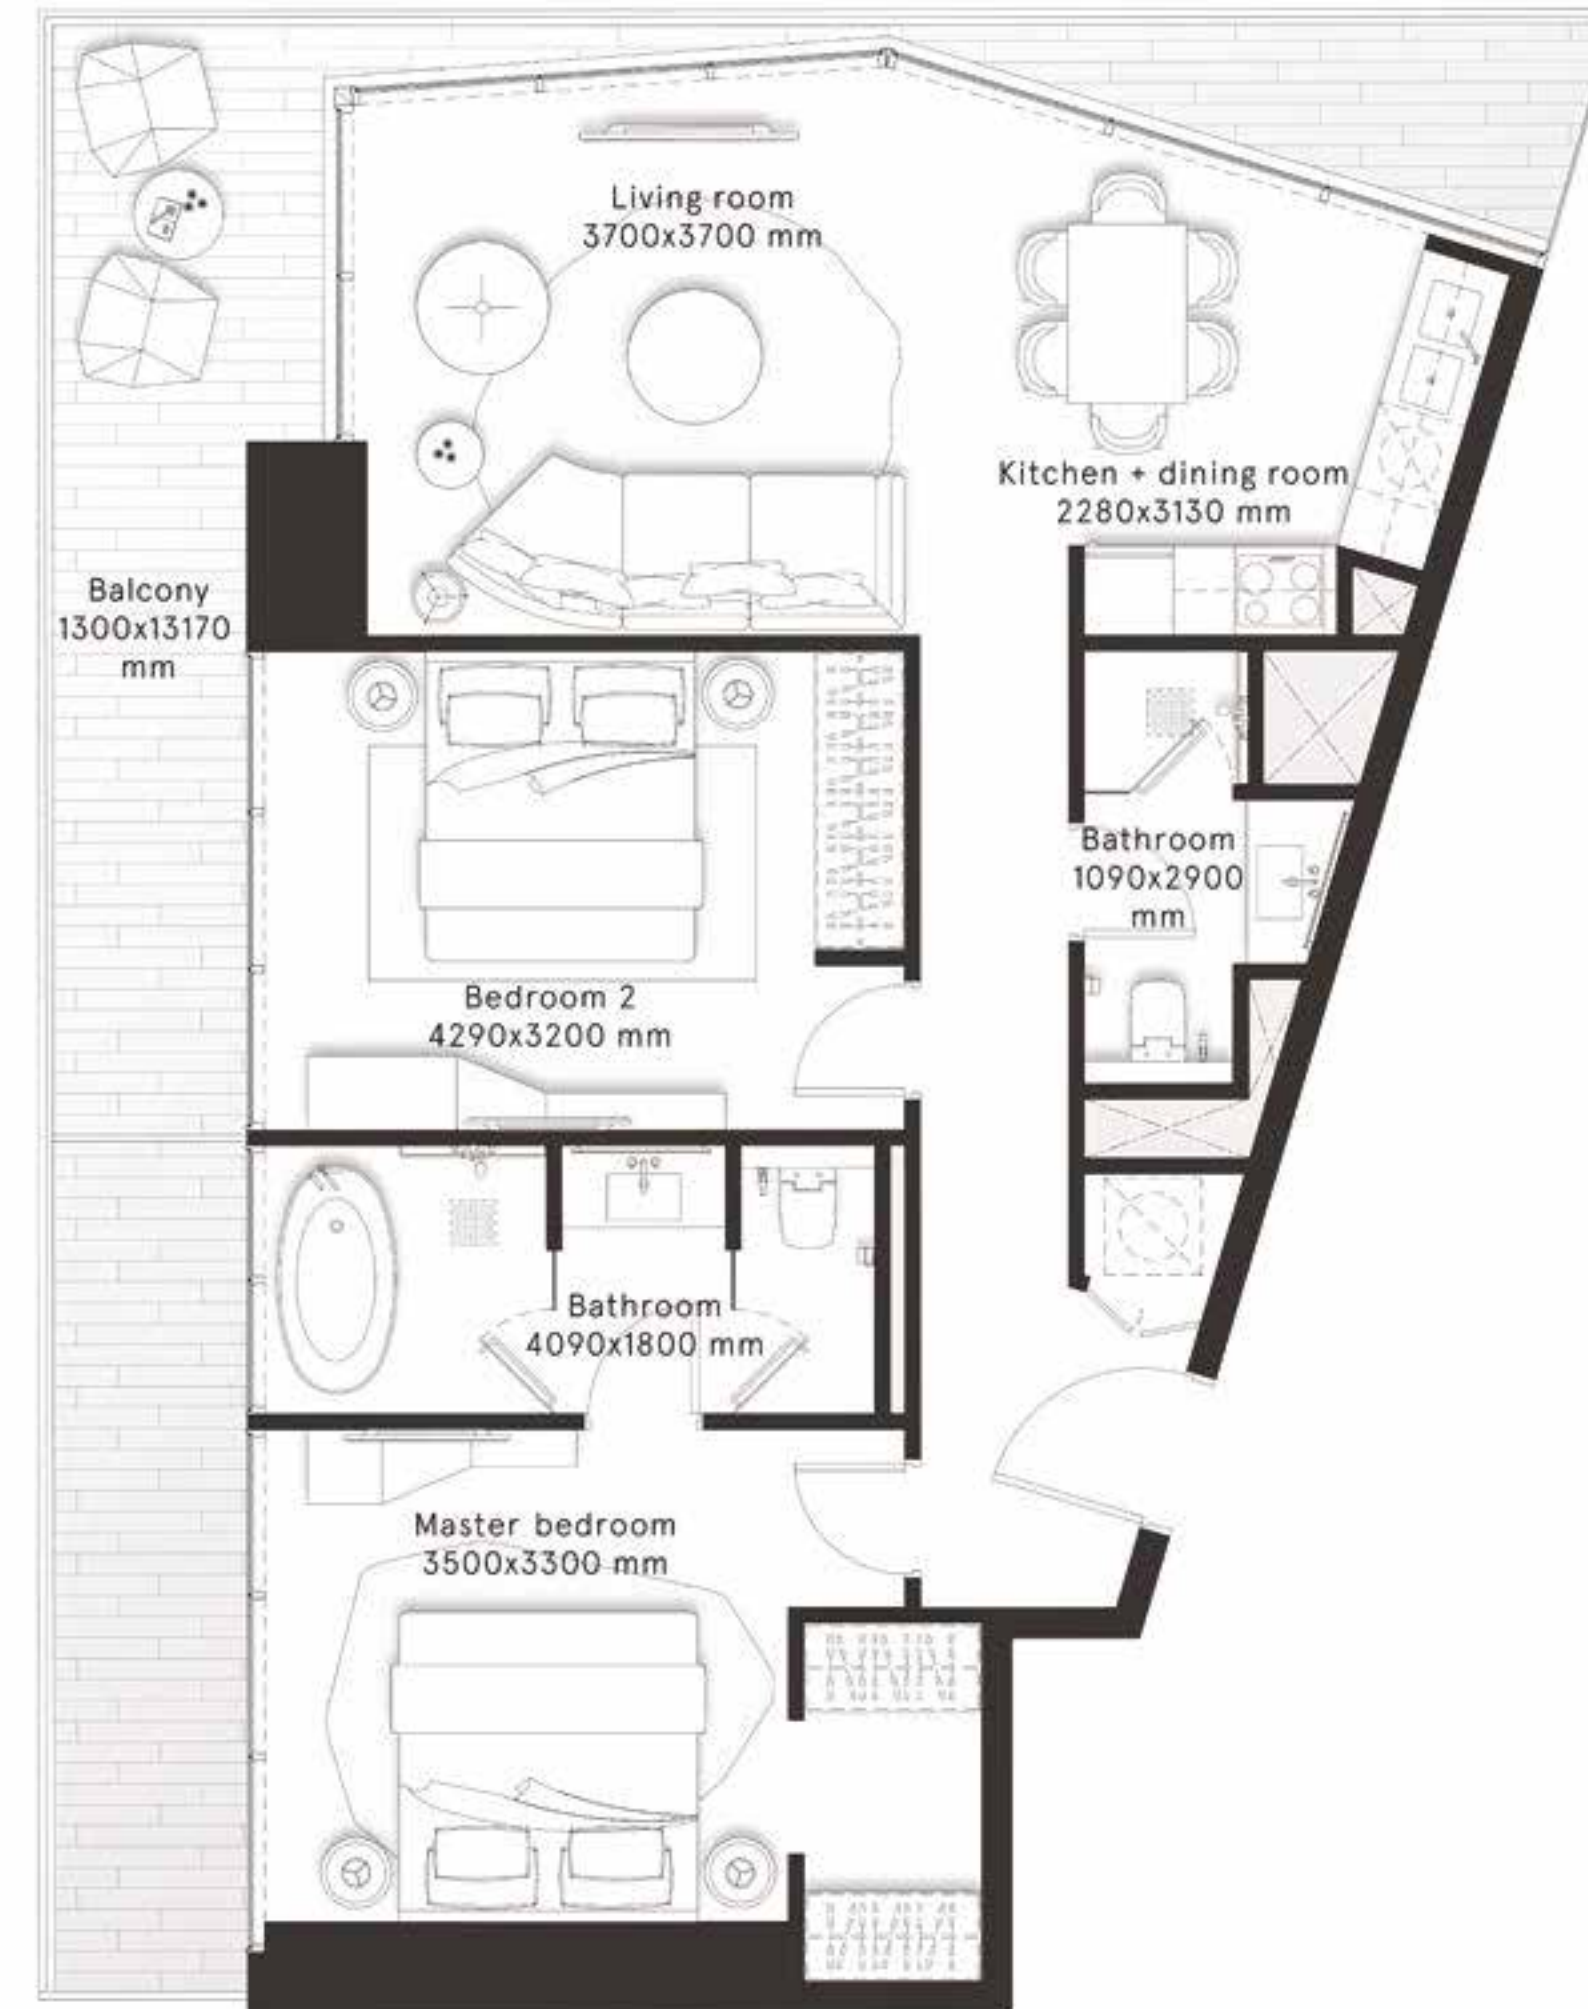 Living room
3700x3700 mm
Kitchen + dining room
2280x3130 mm
Balcony
1300x13170
mm
Bathroom
1090x2900
mm
Bedroom 2
4290x3200 mm
Bathroom
4090x1800 mm
Master bedroom
3500x3300 mm